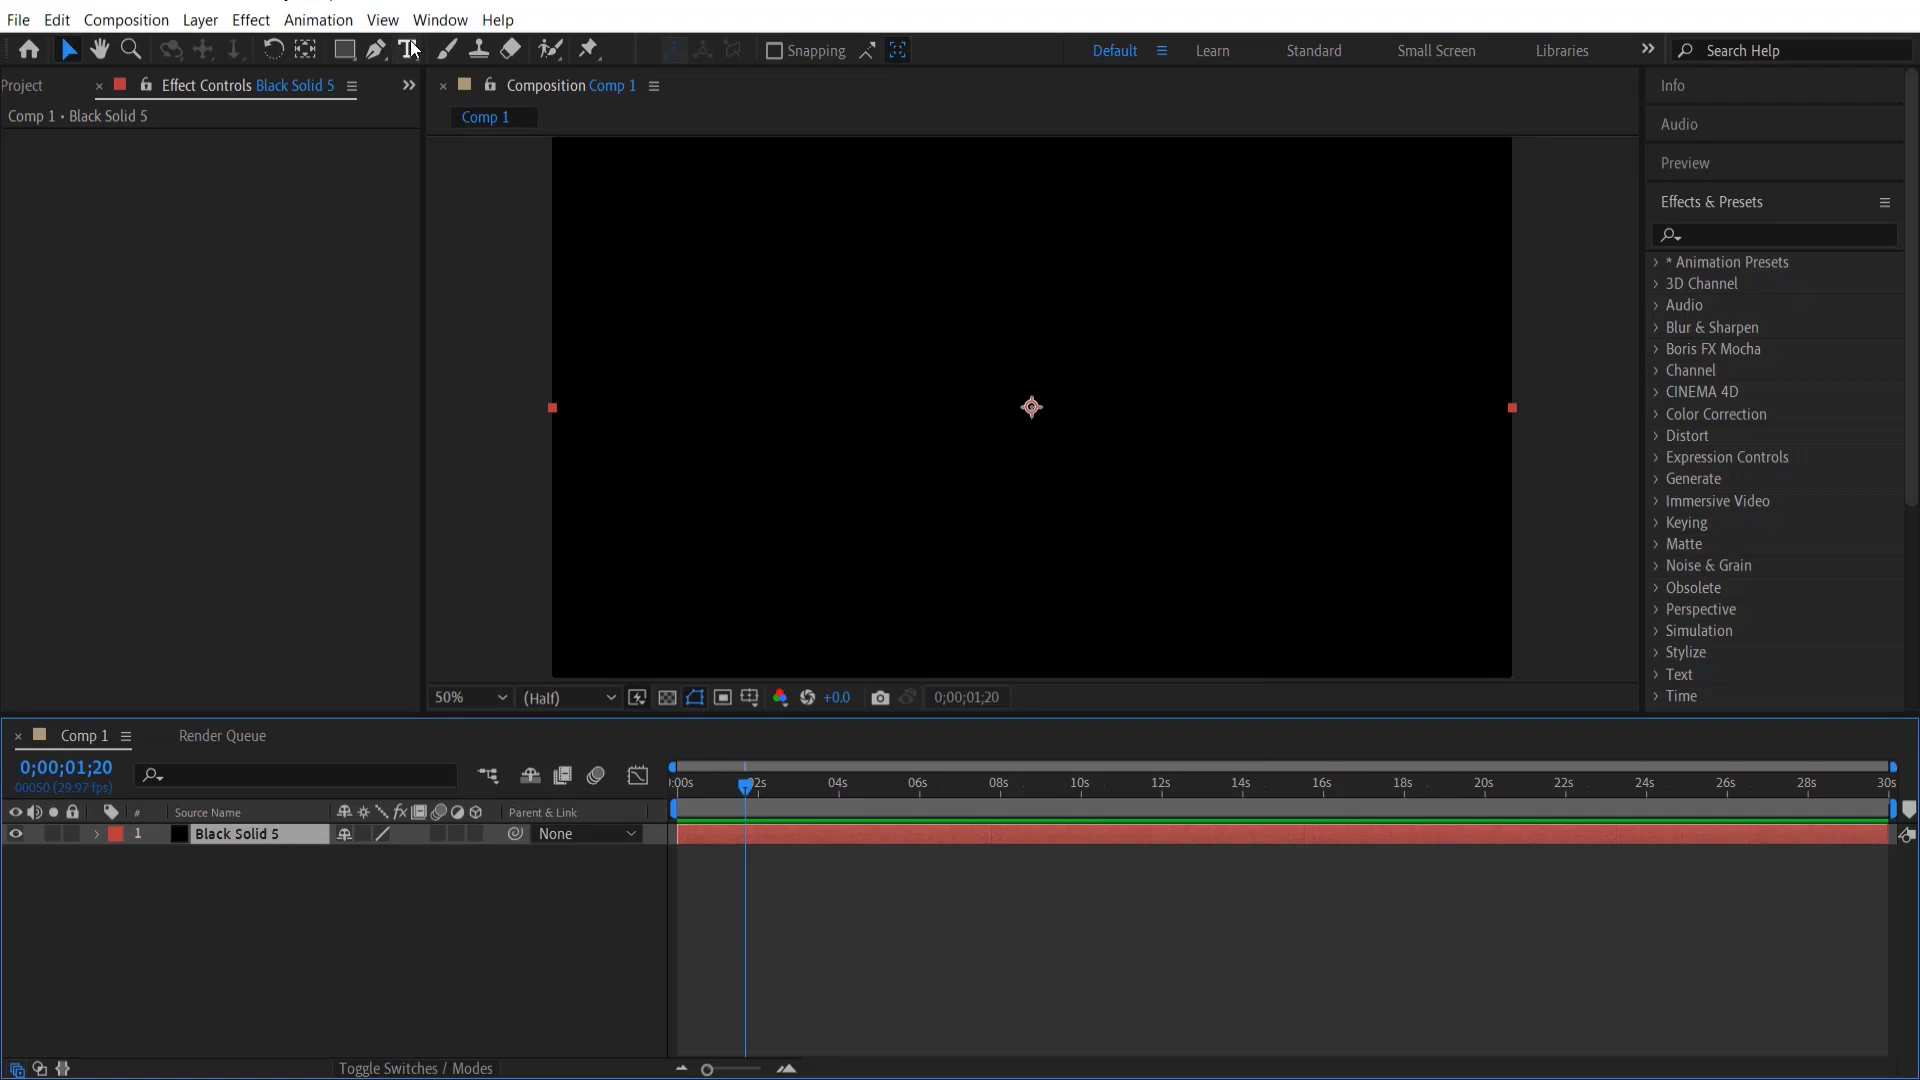 File Edit Composition Layer Effect Animation View Window Help
T Snapping Default Learn Standard Small Screen Libraries Search Help
Project Effect Controls Black Solid 5 Composition Comp 1 Info
Comp 1 • Black Solid 5 Comp 1
Audio
Preview
Effects & Presets
* Animation Presets
3D Channel
Audio
Blur & Sharpen
Boris FX Mocha
Channel
CINEMA 4D
Color Correction
Distort
Expression Controls
Generate
Immersive Video
Keying
Matte
Noise & Grain
Obsolete
Perspective
Simulation
Stylize
Text
Time
50% (Half) +0.0 0;00;01;20
Comp 1 Render Queue
0;00;01;20
00050 (29.97 fps)
:00s 02s 04s 06s 08s 10s 12s 14s 16s 18s 20s 22s 24s 26s 28s 30s
# Source Name fx Parent & Link
1 Black Solid 5 None
Toggle Switches / Modes